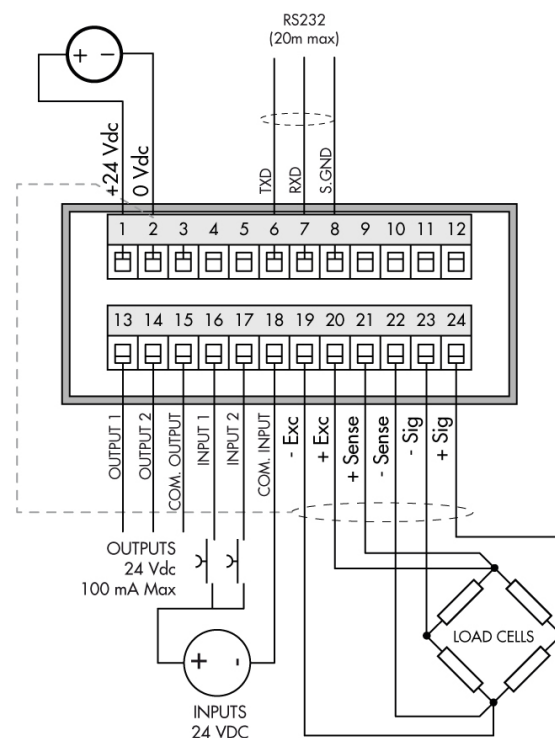 RS232
(20m max)
+
−
+24 Vdc
0 Vdc
TXD
RXD
S.GND
1 2 3 4 5 6 7 8 9 10 11 12
13 14 15 16 17 18 19 20 21 22 23 24
OUTPUT 1
OUTPUT 2
COM. OUTPUT
INPUT 1
INPUT 2
COM. INPUT
- Exc
+ Exc
+ Sense
- Sense
- Sig
+ Sig
OUTPUTS
24 Vdc
100 mA Max
LOAD CELLS
+
-
INPUTS
24 VDC